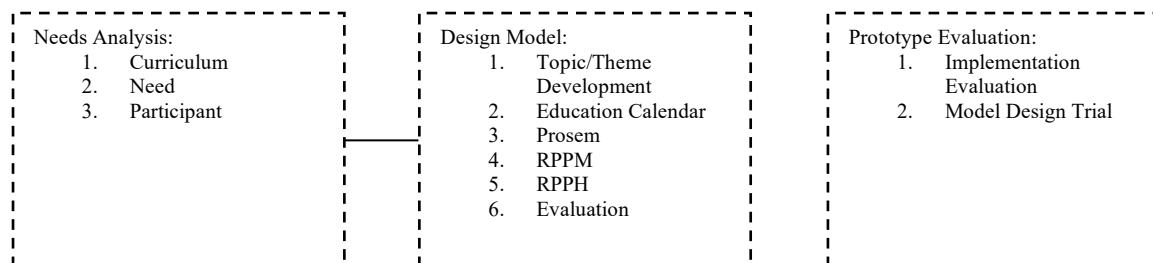 Needs Analysis:
1. Curriculum
2. Need
3. Participant
Design Model:
1. Topic/Theme
Development
2. Education Calendar
3. Prosem
4. RPPM
5. RPPH
6. Evaluation
Prototype Evaluation:
1. Implementation
Evaluation
2. Model Design Trial